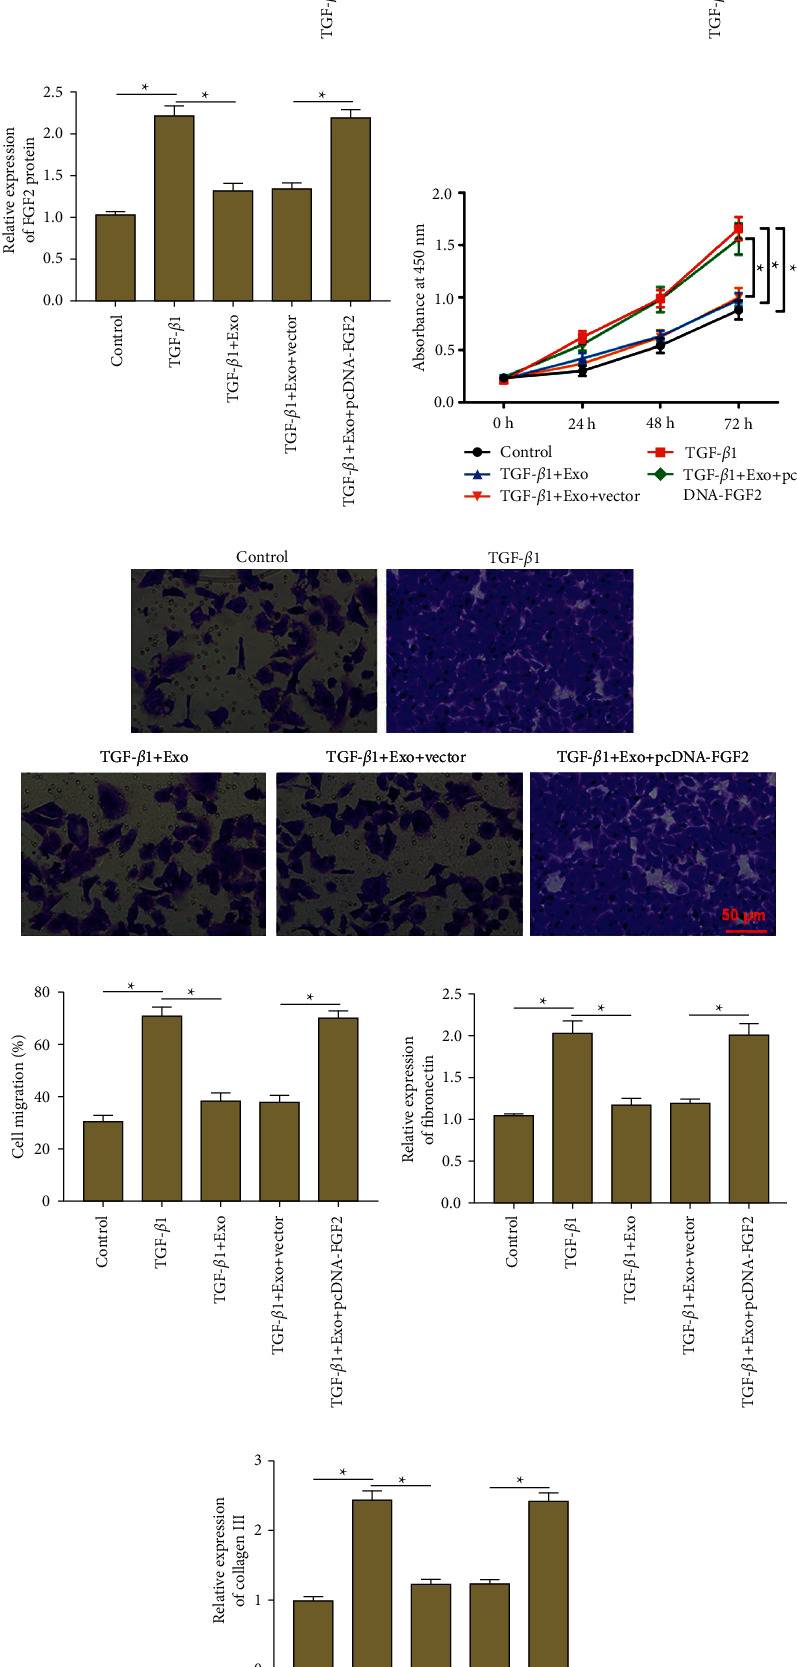 TGF-β
TGF-β
Relative expression
of FGF2 protein
2.5
2.0
1.5
1.0
0.5
0.0
*
*
*
Control
TGF-β1
TGF-β1+Exo
TGF-β1+Exo+vector
TGF-β1+Exo+pcDNA-FGF2
Absorbance at 450 nm
2.0
1.5
1.0
0.5
0.0
*
*
*
0 h
24 h
48 h
72 h
Control
TGF-β1+Exo
TGF-β1+Exo+vector
TGF-β1
TGF-β1+Exo+pc
DNA-FGF2
Control
TGF-β1
TGF-β1+Exo
TGF-β1+Exo+vector
TGF-β1+Exo+pcDNA-FGF2
50 μm
Cell migration (%)
80
60
40
20
0
*
*
*
Control
TGF-β1
TGF-β1+Exo
TGF-β1+Exo+vector
TGF-β1+Exo+pcDNA-FGF2
Relative expression
of fibronectin
2.5
2.0
1.5
1.0
0.5
0.0
*
*
*
Control
TGF-β1
TGF-β1+Exo
TGF-β1+Exo+vector
TGF-β1+Exo+pcDNA-FGF2
Relative expression
of collagen III
3
2
1
0
*
*
*